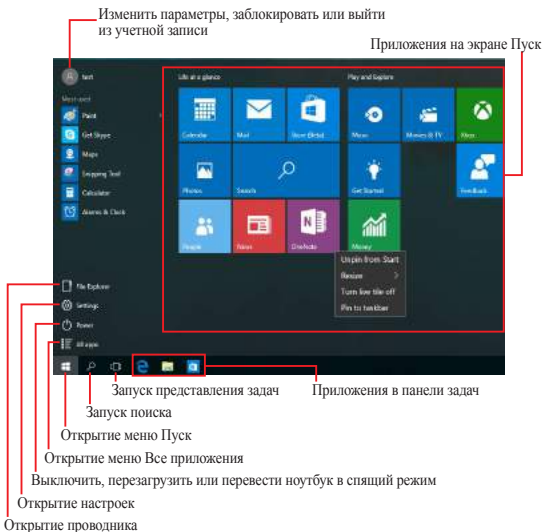 Изменить параметры, заблокировать или выйти
из учетной записи
Приложения на экране Пуск
test
Life at a glance
Play and Explore
Most used
Paint
Get Skype
Maps
Snipping Tool
Calculator
Alarms & Clock
Calendar
Mail
Store (Beta)
Music
Movies & TV
Xbox
Photos
Search
Get Started
Feedback
People
News
OneNote
Money
Unpin from Start
Resize
Turn live tile off
Pin to taskbar
File Explorer
Settings
Power
All apps
Запуск представления задач
Приложения в панели задач
Запуск поиска
Открытие меню Пуск
Открытие меню Все приложения
Выключить, перезагрузить или перевести ноутбук в спящий режим
Открытие настроек
Открытие проводника